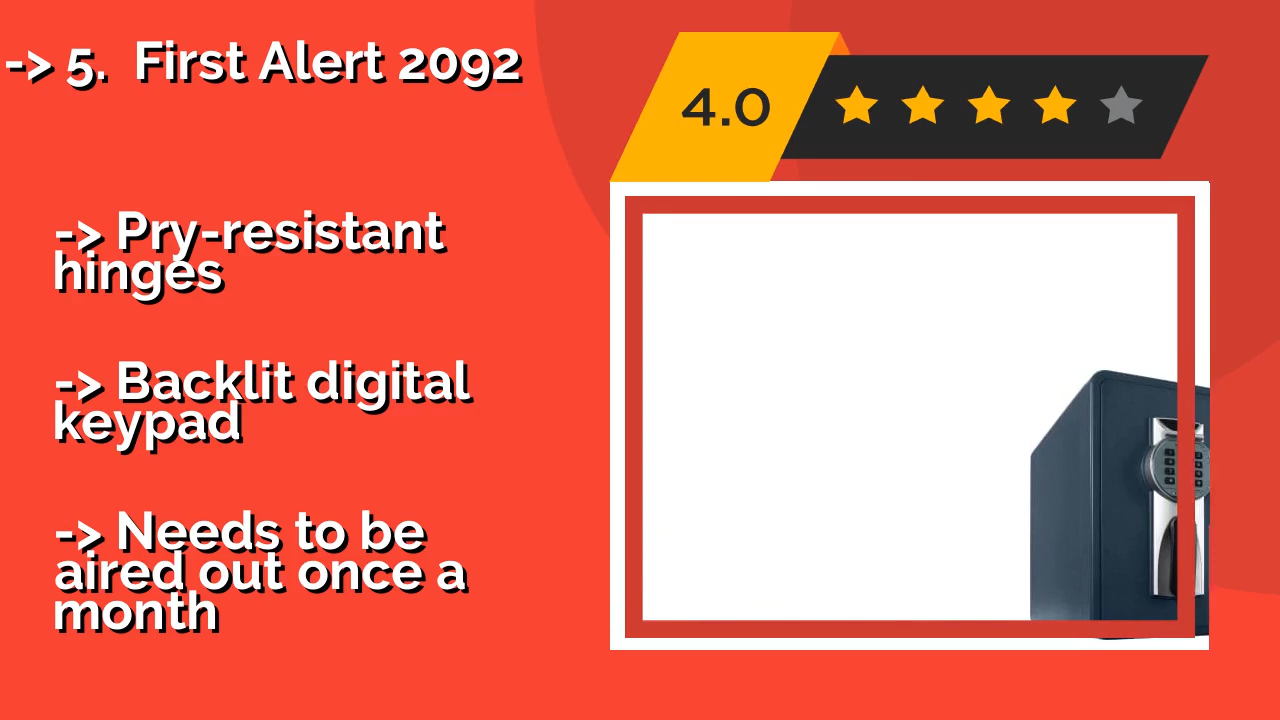 -> 5.  First Alert 2092
4.0
-> Pry-resistant
hinges
-> Backlit digital
keypad
-> Needs to be
aired out once a
month